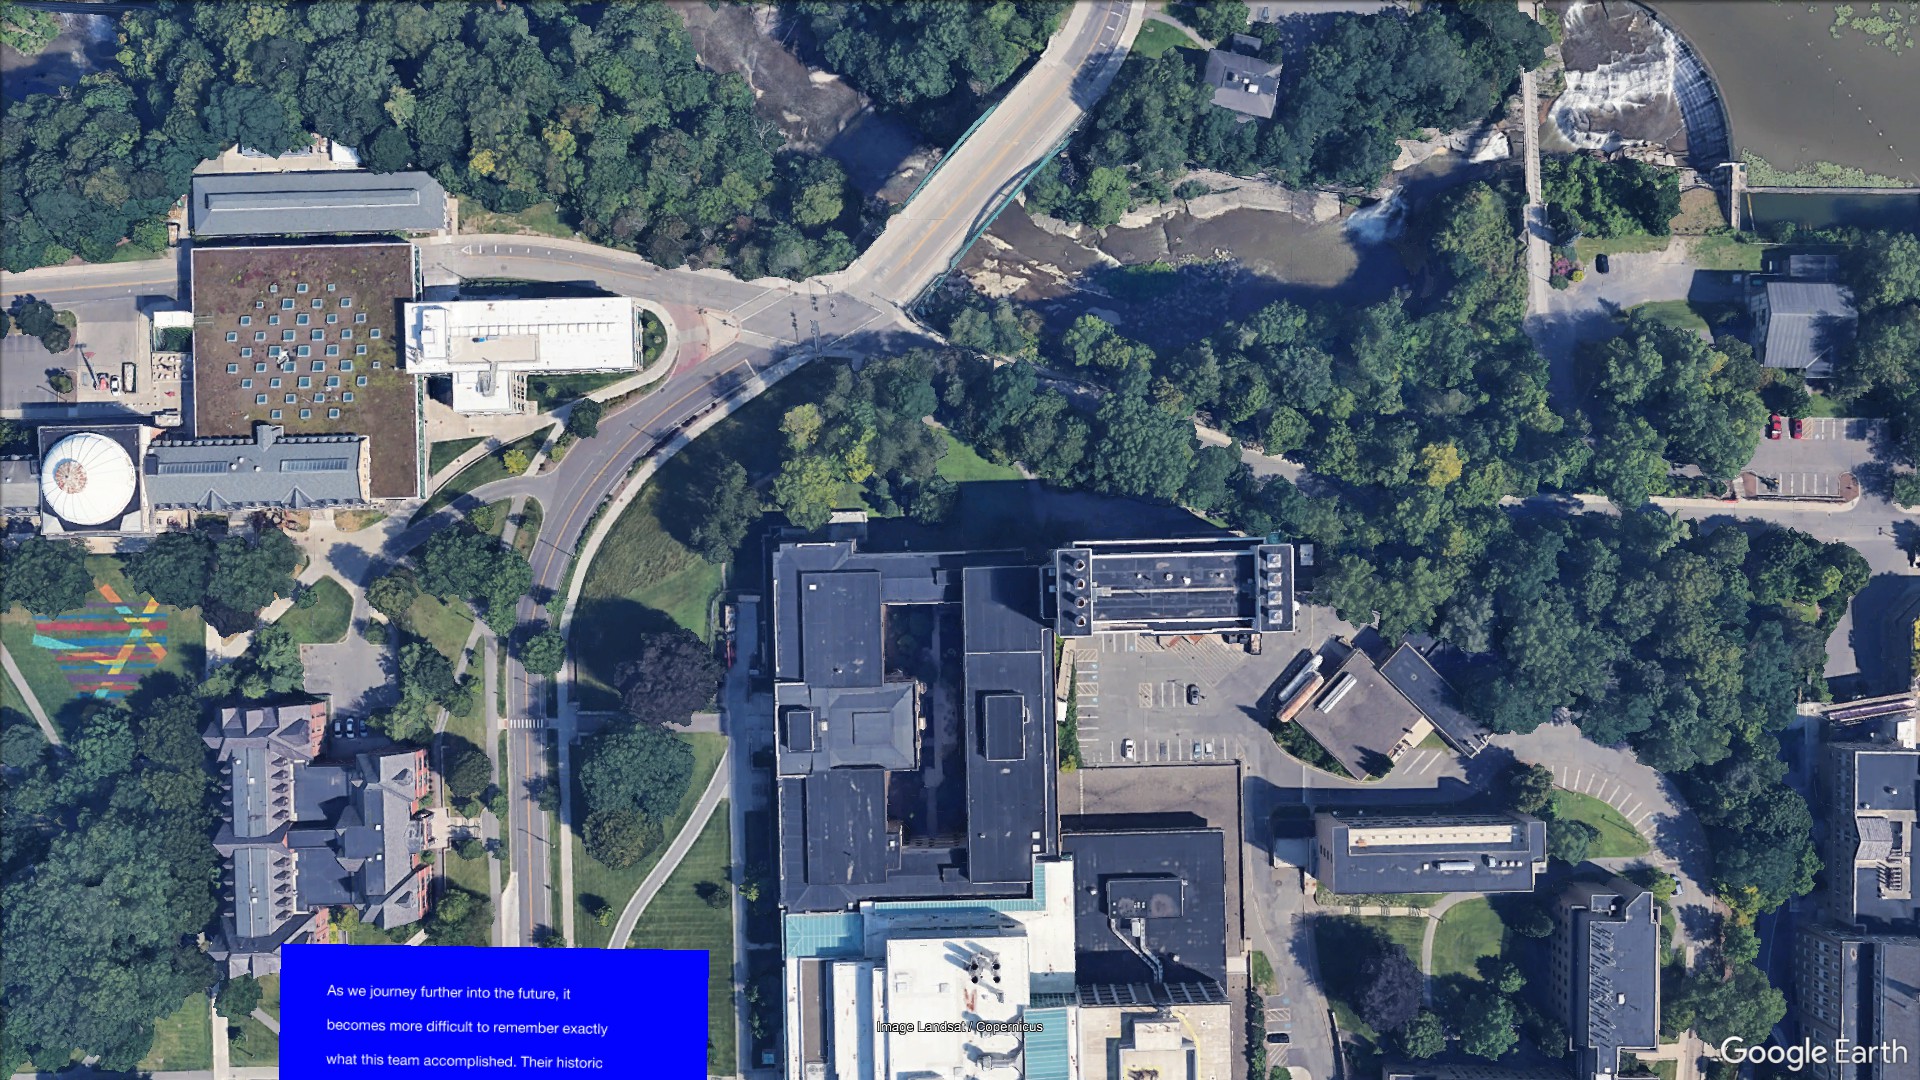 As we journey further into the future, it
becomes more difficult to remember exactly
what this team accomplished. Their historic
Image Landsat / Copernicus
Google Earth